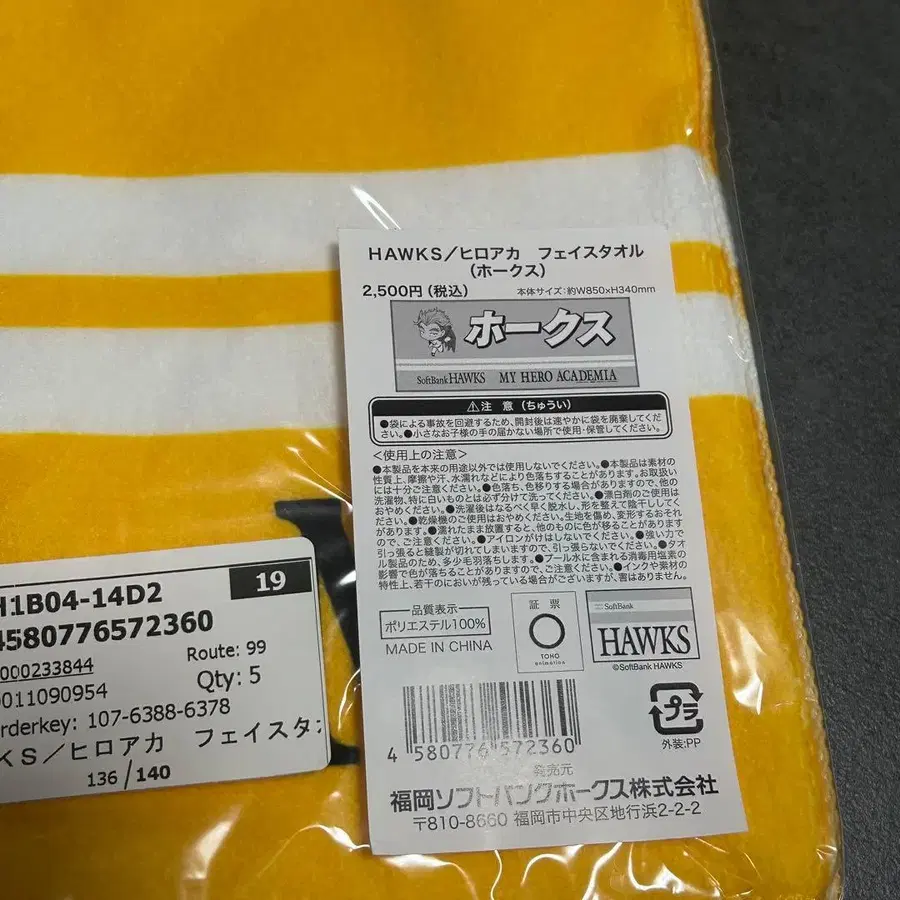 HAWKS／ヒロアカ　フェイスタオル
（ホークス）
2,500円（税込）
本体サイズ：約W850×H340mm
ホークス
SoftBank HAWKS MY HERO ACADEMIA
⚠注　意（ちゅうい）
●袋による事故を回避するため、開封後は速やかに袋を廃棄してくだ
さい。●小さなお子様の手の届かない場所で使用・保管してください。
＜使用上の注意＞
●本製品を本来の用途以外では使用しないでください。●本製品は素材の
性質上、摩擦や汗、水濡れなどにより色落ちすることがあります。お取扱い
には十分ご注意ください。●色落ち、色移りする場合がありますので、他の
洗濯物、特に白いものとは必ず分けて洗ってください。●漂白剤のご使用は
おやめください。●洗濯後はなるべく早く脱水し、形を整えて陰干ししてくだ
さい。●乾燥機のご使用はおやめください。生地を傷め、変形するおそれ
があります。●濡れたまま放置すると、他のものに色が移ることがあります
ので、ご注意ください。●アイロンがけはしないでください。●強い力で
引っ張ると縫製が切れてしまいますので、引っ張らないでください。●タオ
ル製品のため、多少毛羽落ちします。●プール水に含まれる消毒用塩素の
影響で色が落ちることがありますので、ご注意ください。●インクや素材の
特性上、若干のにおいが残っている場合がございますが、害はありません。
品質表示
ポリエステル100%
MADE IN CHINA
証票
TOHO
animation
SoftBank
HAWKS
©SoftBank HAWKS
4 580776 572360
プラ
外装：PP
発売元
福岡ソフトバンクホークス株式会社
〒810-8660 福岡市中央区地行浜2-2-2
19
H1B04-14D2
4580776572360
000233844
Route: 99
0011090954
Qty: 5
rderkey: 107-6388-6378
KS／ヒロアカ　フェイスタ
136 /140